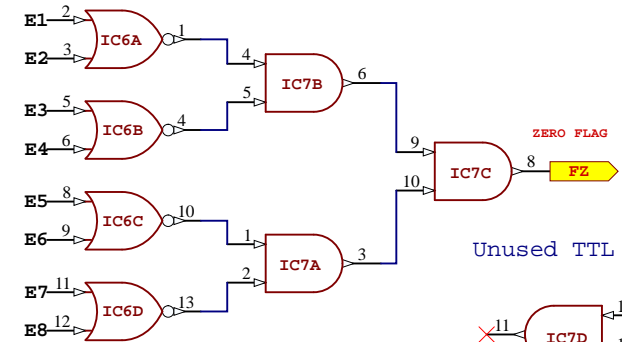 E1 2
IC6A 1
E2 3
4 IC7B 6
E3 5
5
IC6B 4
E4 6
ZERO FLAG
9 IC7C 8 FZ
10
E5 8
IC6C 10
E6 9
1 IC7A 3
Unused TTL
E7 11
2
IC6D 13
E8 12
11 IC7D